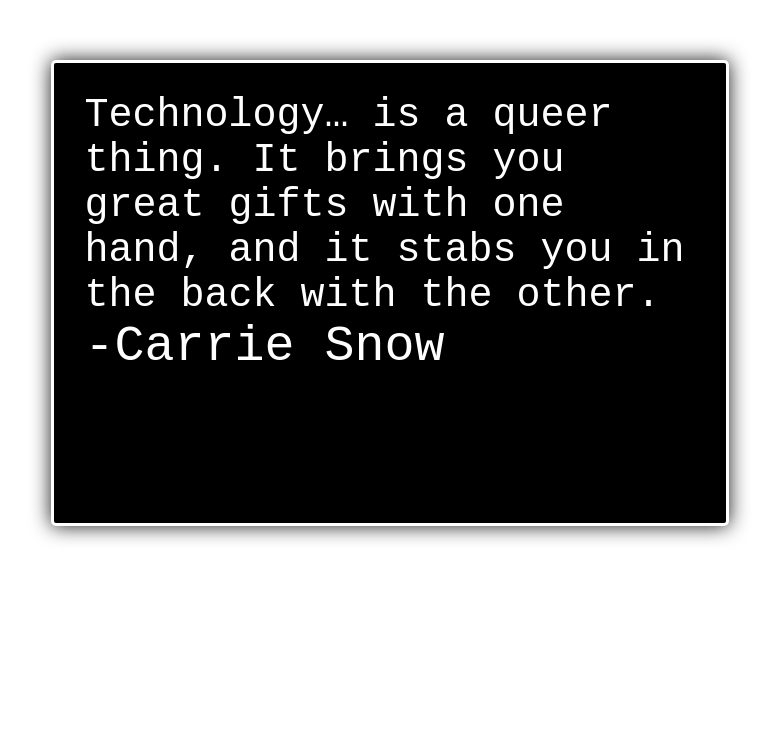 Technology… is a queer
thing. It brings you
great gifts with one
hand, and it stabs you in
the back with the other.
-Carrie Snow